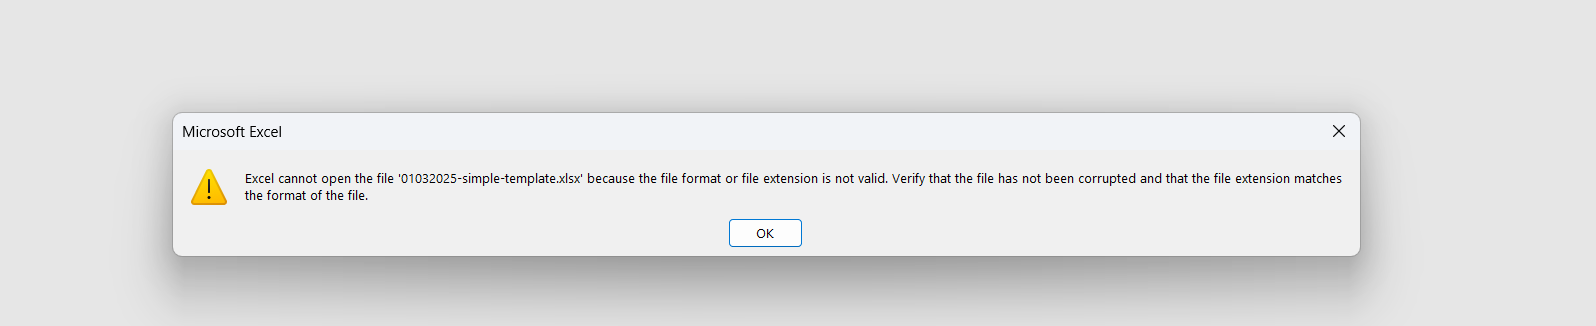 Microsoft Excel
Excel cannot open the file '01032025-simple-template.xlsx' because the file format or file extension is not valid. Verify that the file has not been corrupted and that the file extension matches
the format of the file.
OK